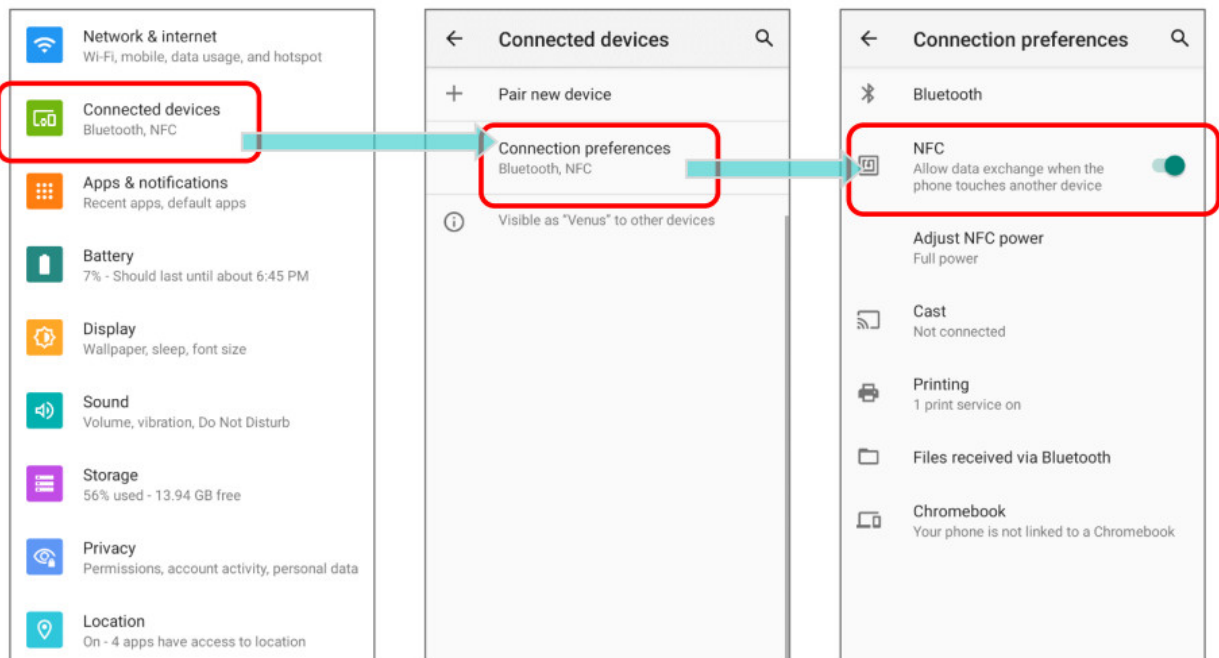 Network & internet
Wi-Fi, mobile, data usage, and hotspot
Connected devices
Bluetooth, NFC
Apps & notifications
Recent apps, default apps
Battery
7% - Should last until about 6:45 PM
Display
Wallpaper, sleep, font size
Sound
Volume, vibration, Do Not Disturb
Storage
56% used - 13.94 GB free
Privacy
Permissions, account activity, personal data
Location
On - 4 apps have access to location
Connected devices
Pair new device
Connection preferences
Bluetooth, NFC
Visible as "Venus" to other devices
Connection preferences
Bluetooth
NFC
Allow data exchange when the
phone touches another device
Adjust NFC power
Full power
Cast
Not connected
Printing
1 print service on
Files received via Bluetooth
Chromebook
Your phone is not linked to a Chromebook